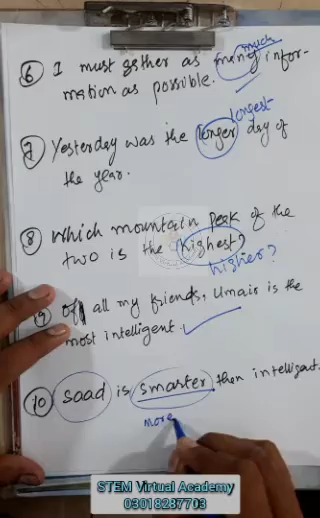 much
⑥ I must gather as many infor-
mation as possible.
longest
⑦ Yesterday was the longer day of
the year.
⑧ Which mountain peak of the
two is the highest?
higher?
⑨ Of all my friends, Umair is the
most intelligent.
⑩ Saad is smarter then intelligent.
more
STEM Virtual Academy
03018287703